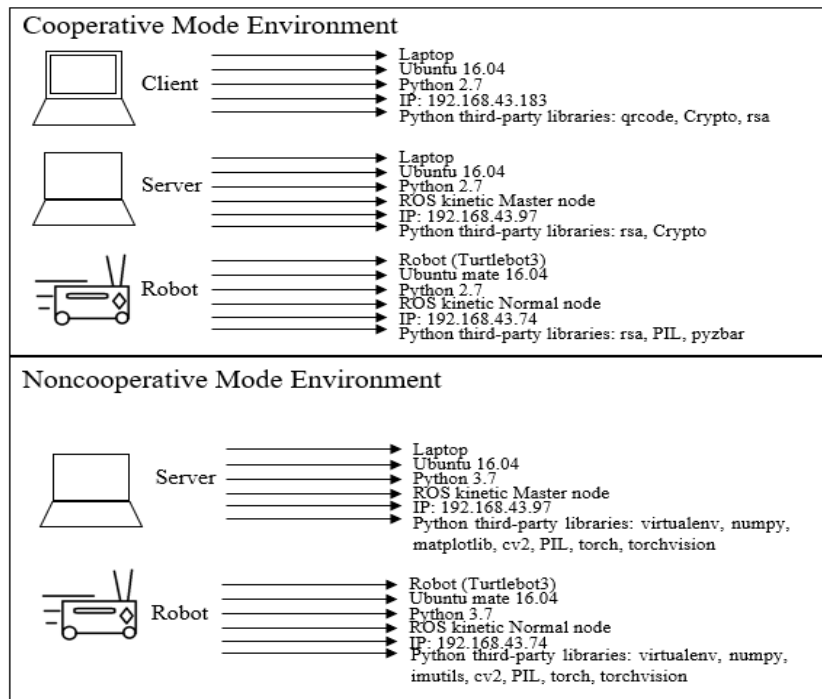 Cooperative Mode Environment
Client
Laptop
Ubuntu 16.04
Python 2.7
IP: 192.168.43.183
Python third-party libraries: qrcode, Crypto, rsa
Server
Laptop
Ubuntu 16.04
Python 2.7
ROS kinetic Master node
IP: 192.168.43.97
Python third-party libraries: rsa, Crypto
Robot
Robot (Turtlebot3)
Ubuntu mate 16.04
Python 2.7
ROS kinetic Normal node
IP: 192.168.43.74
Python third-party libraries: rsa, PIL, pyzbar
Noncooperative Mode Environment
Server
Laptop
Ubuntu 16.04
Python 3.7
ROS kinetic Master node
IP: 192.168.43.97
Python third-party libraries: virtualenv, numpy,
matplotlib, cv2, PIL, torch, torchvision
Robot
Robot (Turtlebot3)
Ubuntu mate 16.04
Python 3.7
ROS kinetic Normal node
IP: 192.168.43.74
Python third-party libraries: virtualenv, numpy,
imutils, cv2, PIL, torch, torchvision